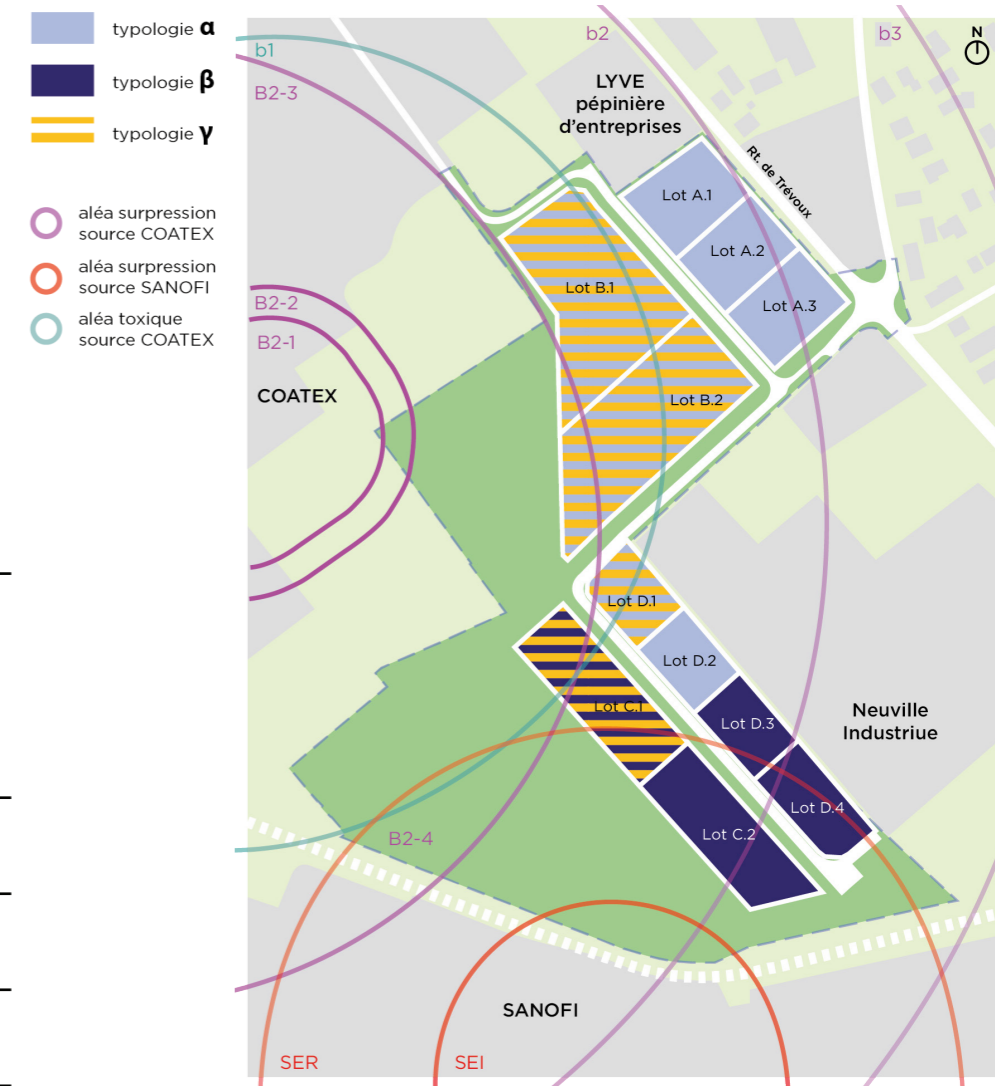 typologie α
typologie β
typologie γ
aléa surpression
source COATEX
aléa surpression
source SANOFI
aléa toxique
source COATEX
b1
B2-3
b2
b3
N
LYVE
pépinière
d'entreprises
Rt. de Trévoux
Lot A.1
Lot A.2
Lot A.3
Lot B.1
Lot B.2
B2-2
B2-1
COATEX
Lot D.1
Lot D.2
Lot D.3
Lot D.4
Lot C.1
Lot C.2
Neuville
Industriue
B2-4
SANOFI
SER
SEI